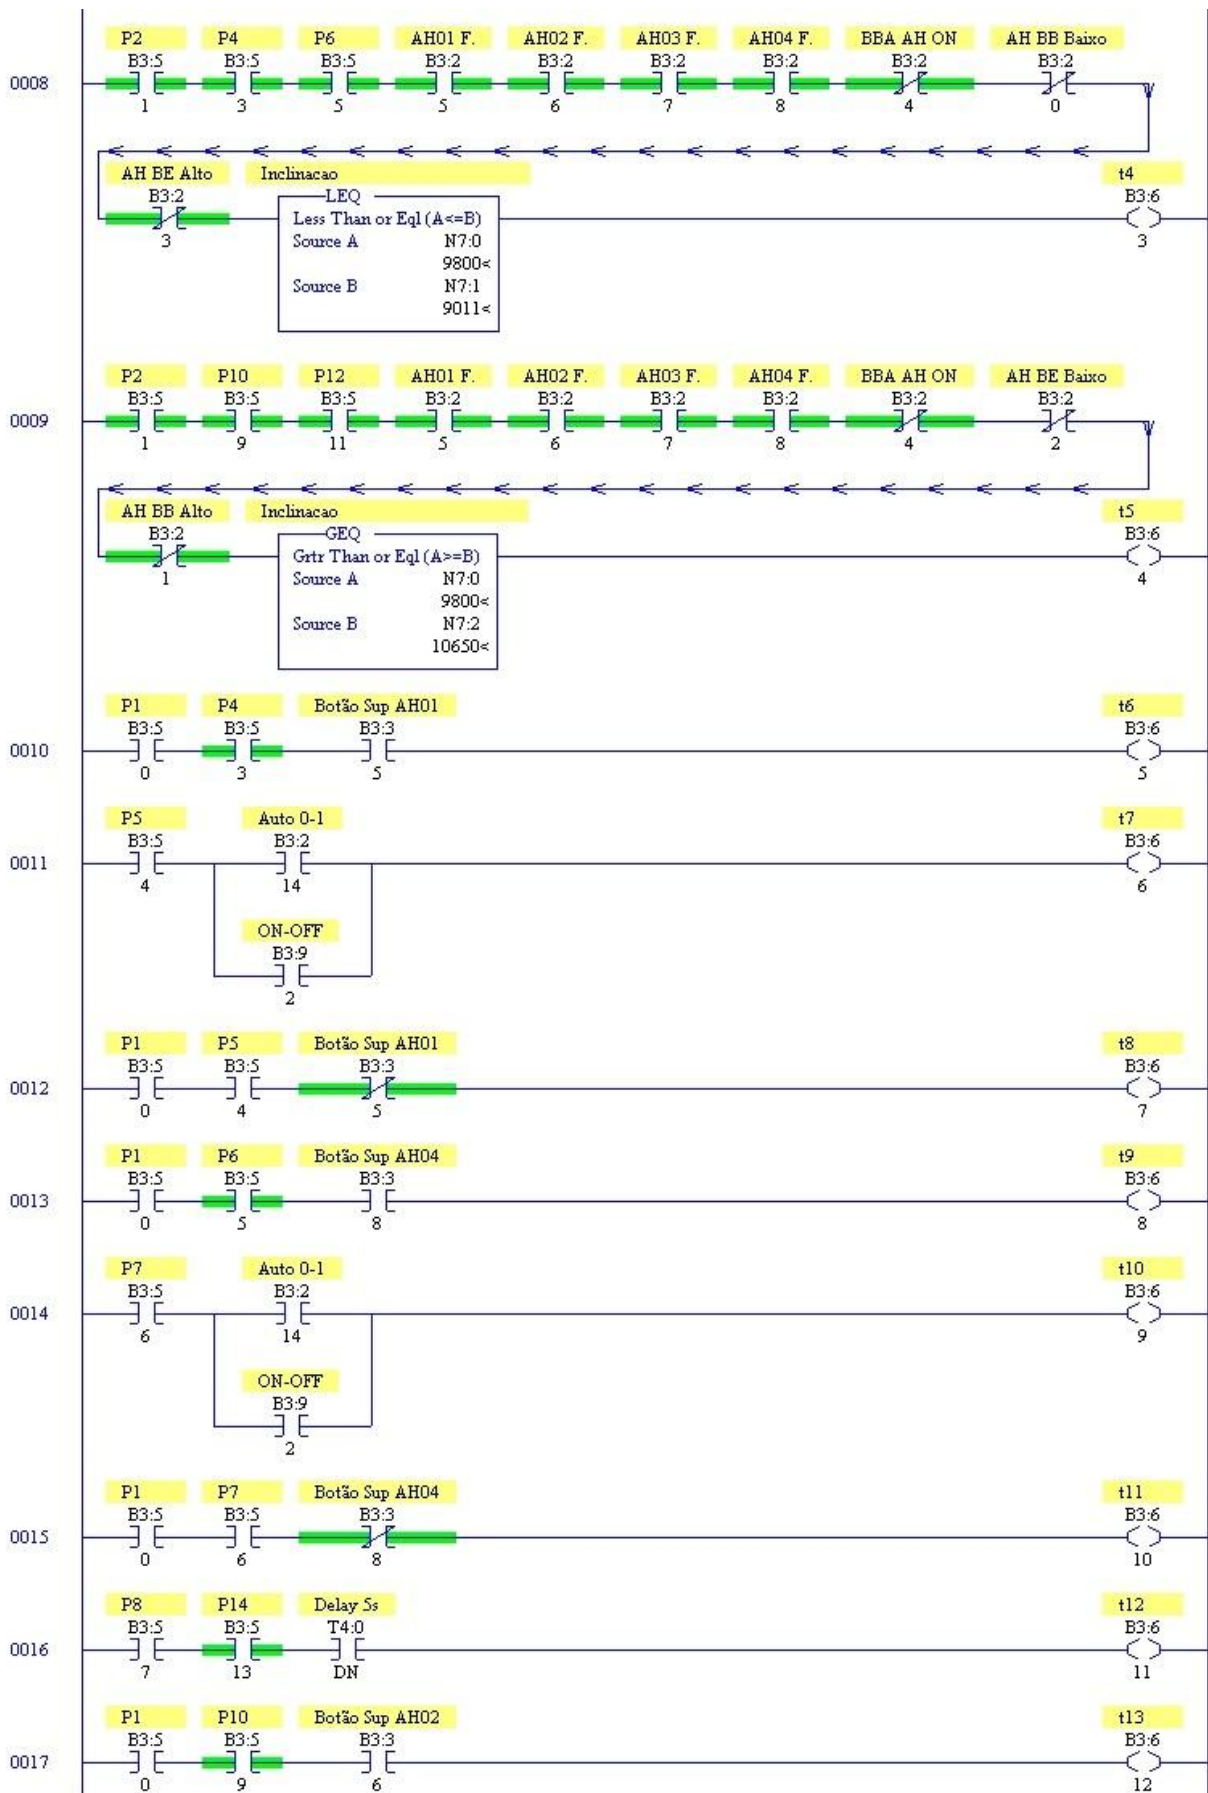 P2 P4 P6 AH01 F. AH02 F. AH03 F. AH04 F. BBA AH ON AH BB Baixo
B3:5 B3:5 B3:5 B3:2 B3:2 B3:2 B3:2 B3:2 B3:2
0008
1 3 5 5 6 7 8 4 0
AH BE Alto Inclinacao t4
B3:2 LEQ B3:6
Less Than or Eql (A<=B)
3 Source A N7:0 3
9800<
Source B N7:1
9011<
P2 P10 P12 AH01 F. AH02 F. AH03 F. AH04 F. BBA AH ON AH BE Baixo
B3:5 B3:5 B3:5 B3:2 B3:2 B3:2 B3:2 B3:2 B3:2
0009
1 9 11 5 6 7 8 4 2
AH BB Alto Inclinacao t5
B3:2 GEQ B3:6
Grtr Than or Eql (A>=B)
1 Source A N7:0 4
9800<
Source B N7:2
10650<
P1 P4 Botão Sup AH01 t6
B3:5 B3:5 B3:3 B3:6
0010
0 3 5 5
P5 Auto 0-1 t7
B3:5 B3:2 B3:6
0011
4 14 6
ON-OFF
B3:9
2
P1 P5 Botão Sup AH01 t8
B3:5 B3:5 B3:3 B3:6
0012
0 4 5 7
P1 P6 Botão Sup AH04 t9
B3:5 B3:5 B3:3 B3:6
0013
0 5 8 8
P7 Auto 0-1 t10
B3:5 B3:2 B3:6
0014
6 14 9
ON-OFF
B3:9
2
P1 P7 Botão Sup AH04 t11
B3:5 B3:5 B3:3 B3:6
0015
0 6 8 10
P8 P14 Delay 5s t12
B3:5 B3:5 T4:0 B3:6
0016
7 13 DN 11
P1 P10 Botão Sup AH02 t13
B3:5 B3:5 B3:3 B3:6
0017
0 9 6 12